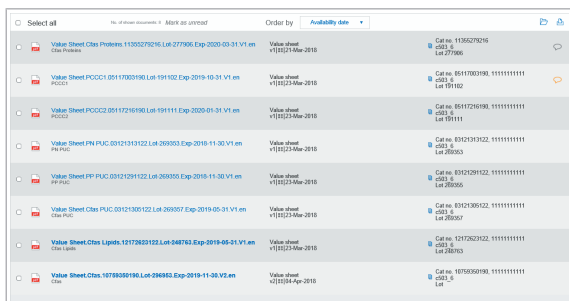 Select all No. of shown documents: 8 Mark as unread Order by Availability date
Value Sheet.Cfas Proteins.11355279216.Lot-277906.Exp-2020-03-31.V1.en
Cfas Proteins
Value sheet
v1|‡‡|21-Mar-2018
Cat no. 11355279216
c503_6
Lot 277906
Value Sheet.PCCC1.05117003190.Lot-191102.Exp-2019-10-31.V1.en
PCCC1
Value sheet
v1|‡‡|23-Mar-2018
Cat no. 05117003190, 11111111111
c503_6
Lot 191102
Value Sheet.PCCC2.05117216190.Lot-191111.Exp-2020-01-31.V1.en
PCCC2
Value sheet
v1|‡‡|23-Mar-2018
Cat no. 05117216190, 11111111111
c503_6
Lot 191111
Value Sheet.PN PUC.03121313122.Lot-269353.Exp-2018-11-30.V1.en
PN PUC
Value sheet
v1|‡‡|23-Mar-2018
Cat no. 03121313122, 11111111111
c503_6
Lot 269353
Value Sheet.PP PUC.03121291122.Lot-269355.Exp-2018-11-30.V1.en
PP PUC
Value sheet
v1|‡‡|23-Mar-2018
Cat no. 03121291122, 11111111111
c503_6
Lot 269355
Value Sheet.Cfas PUC.03121305122.Lot-269357.Exp-2019-05-31.V1.en
Cfas PUC
Value sheet
v1|‡‡|23-Mar-2018
Cat no. 03121305122, 11111111111
c503_6
Lot 269357
Value Sheet.Cfas Lipids.12172623122.Lot-248763.Exp-2019-05-31.V1.en
Cfas Lipids
Value sheet
v1|‡‡|23-Mar-2018
Cat no. 12172623122, 11111111111
c503_6
Lot 248763
Value Sheet.Cfas.10759350190.Lot-296953.Exp-2019-11-30.V2.en
Cfas
Value sheet
v2|‡‡|04-Apr-2018
Cat no. 10759350190, 11111111111
c503_6
Lot